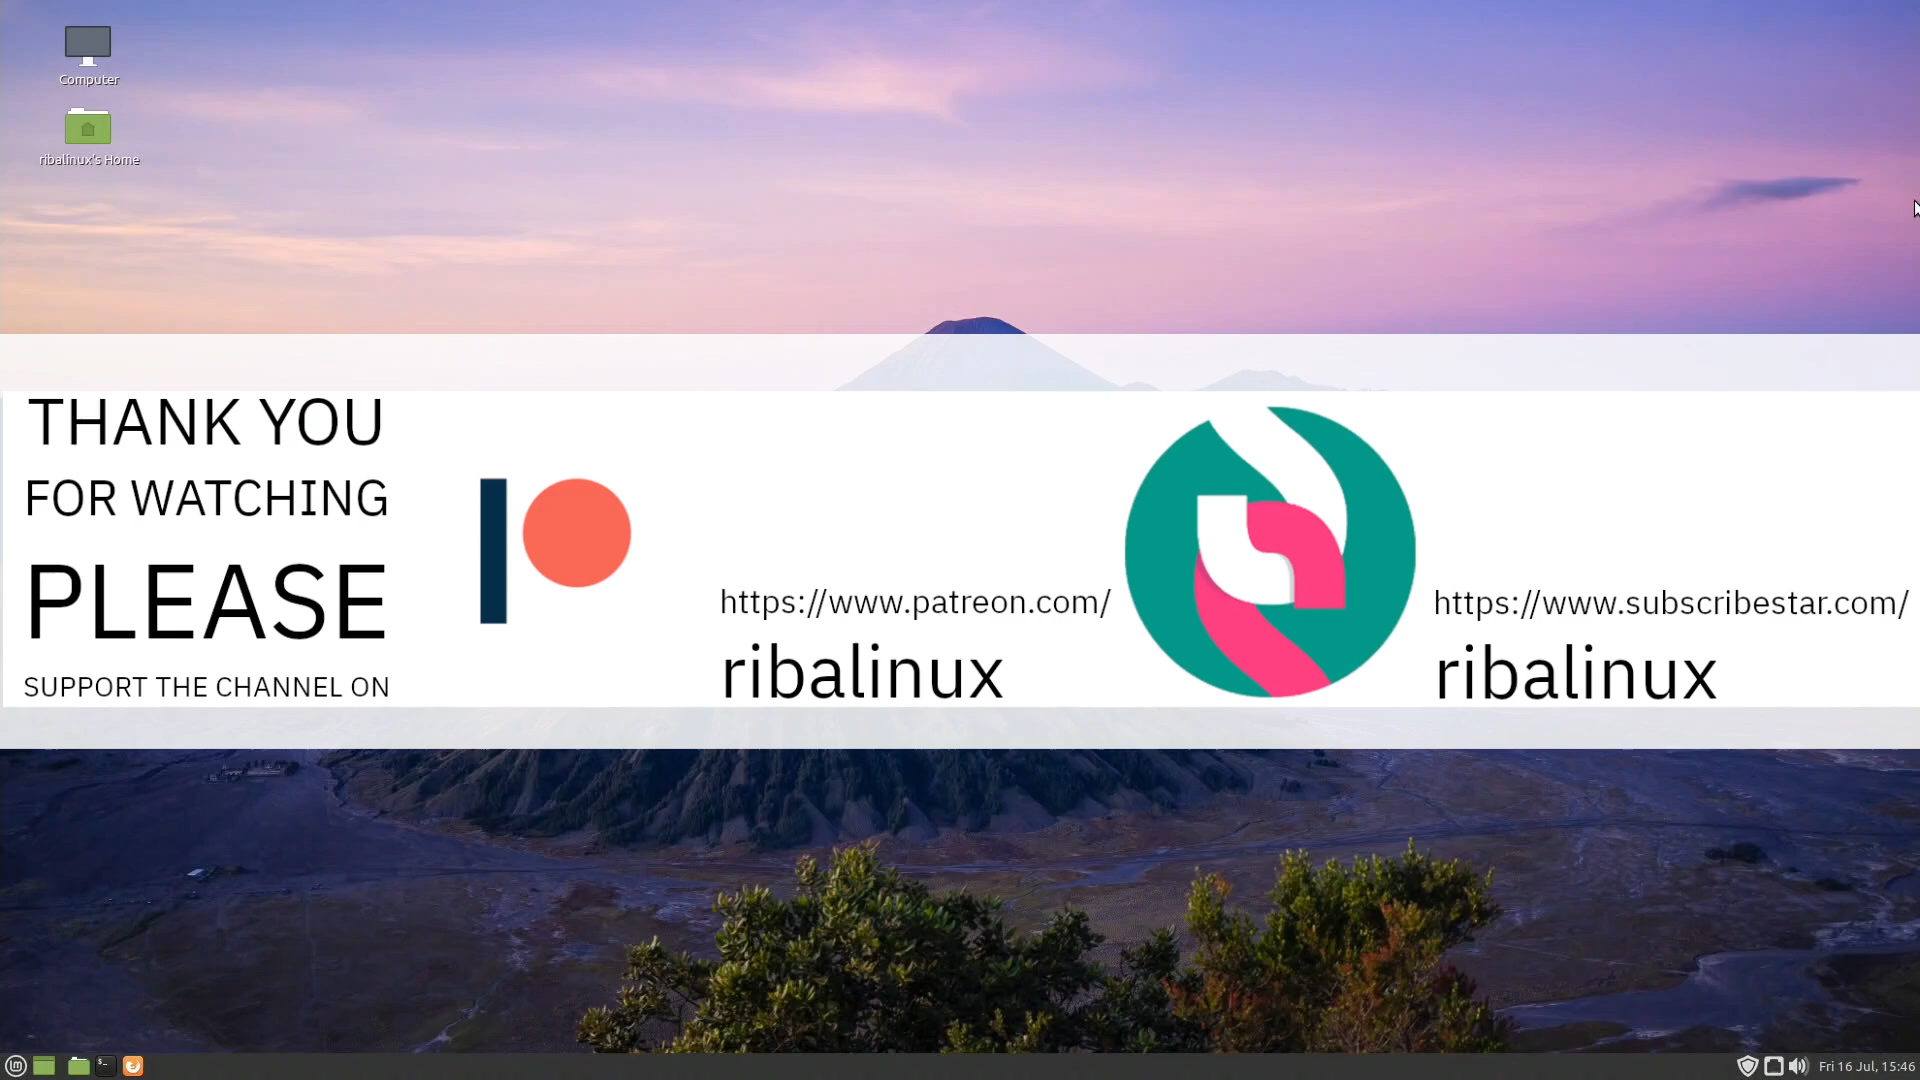 Computer
ribalinux's Home
THANK YOU
FOR WATCHING
PLEASE
SUPPORT THE CHANNEL ON
https://www.patreon.com/
ribalinux
https://www.subscribestar.com/
ribalinux
Fri 16 Jul, 15:46